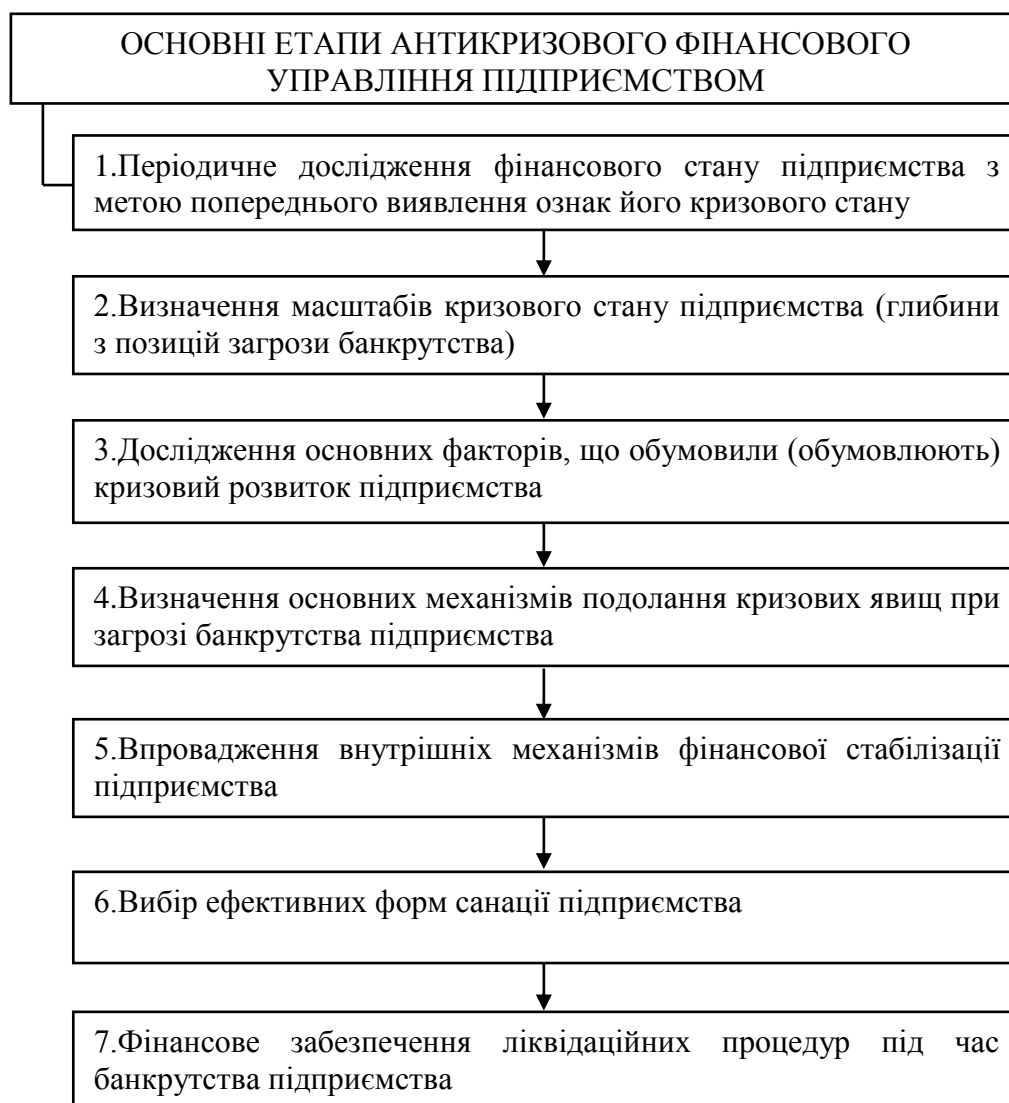 ОСНОВНІ ЕТАПИ АНТИКРИЗОВОГО ФІНАНСОВОГО
УПРАВЛІННЯ ПІДПРИЄМСТВОМ
1.Періодичне дослідження фінансового стану підприємства з
метою попереднього виявлення ознак його кризового стану
2.Визначення масштабів кризового стану підприємства (глибини
з позицій загрози банкрутства)
3.Дослідження основних факторів, що обумовили (обумовлюють)
кризовий розвиток підприємства
4.Визначення основних механізмів подолання кризових явищ при
загрозі банкрутства підприємства
5.Впровадження внутрішніх механізмів фінансової стабілізації
підприємства
6.Вибір ефективних форм санації підприємства
7.Фінансове забезпечення ліквідаційних процедур під час
банкрутства підприємства